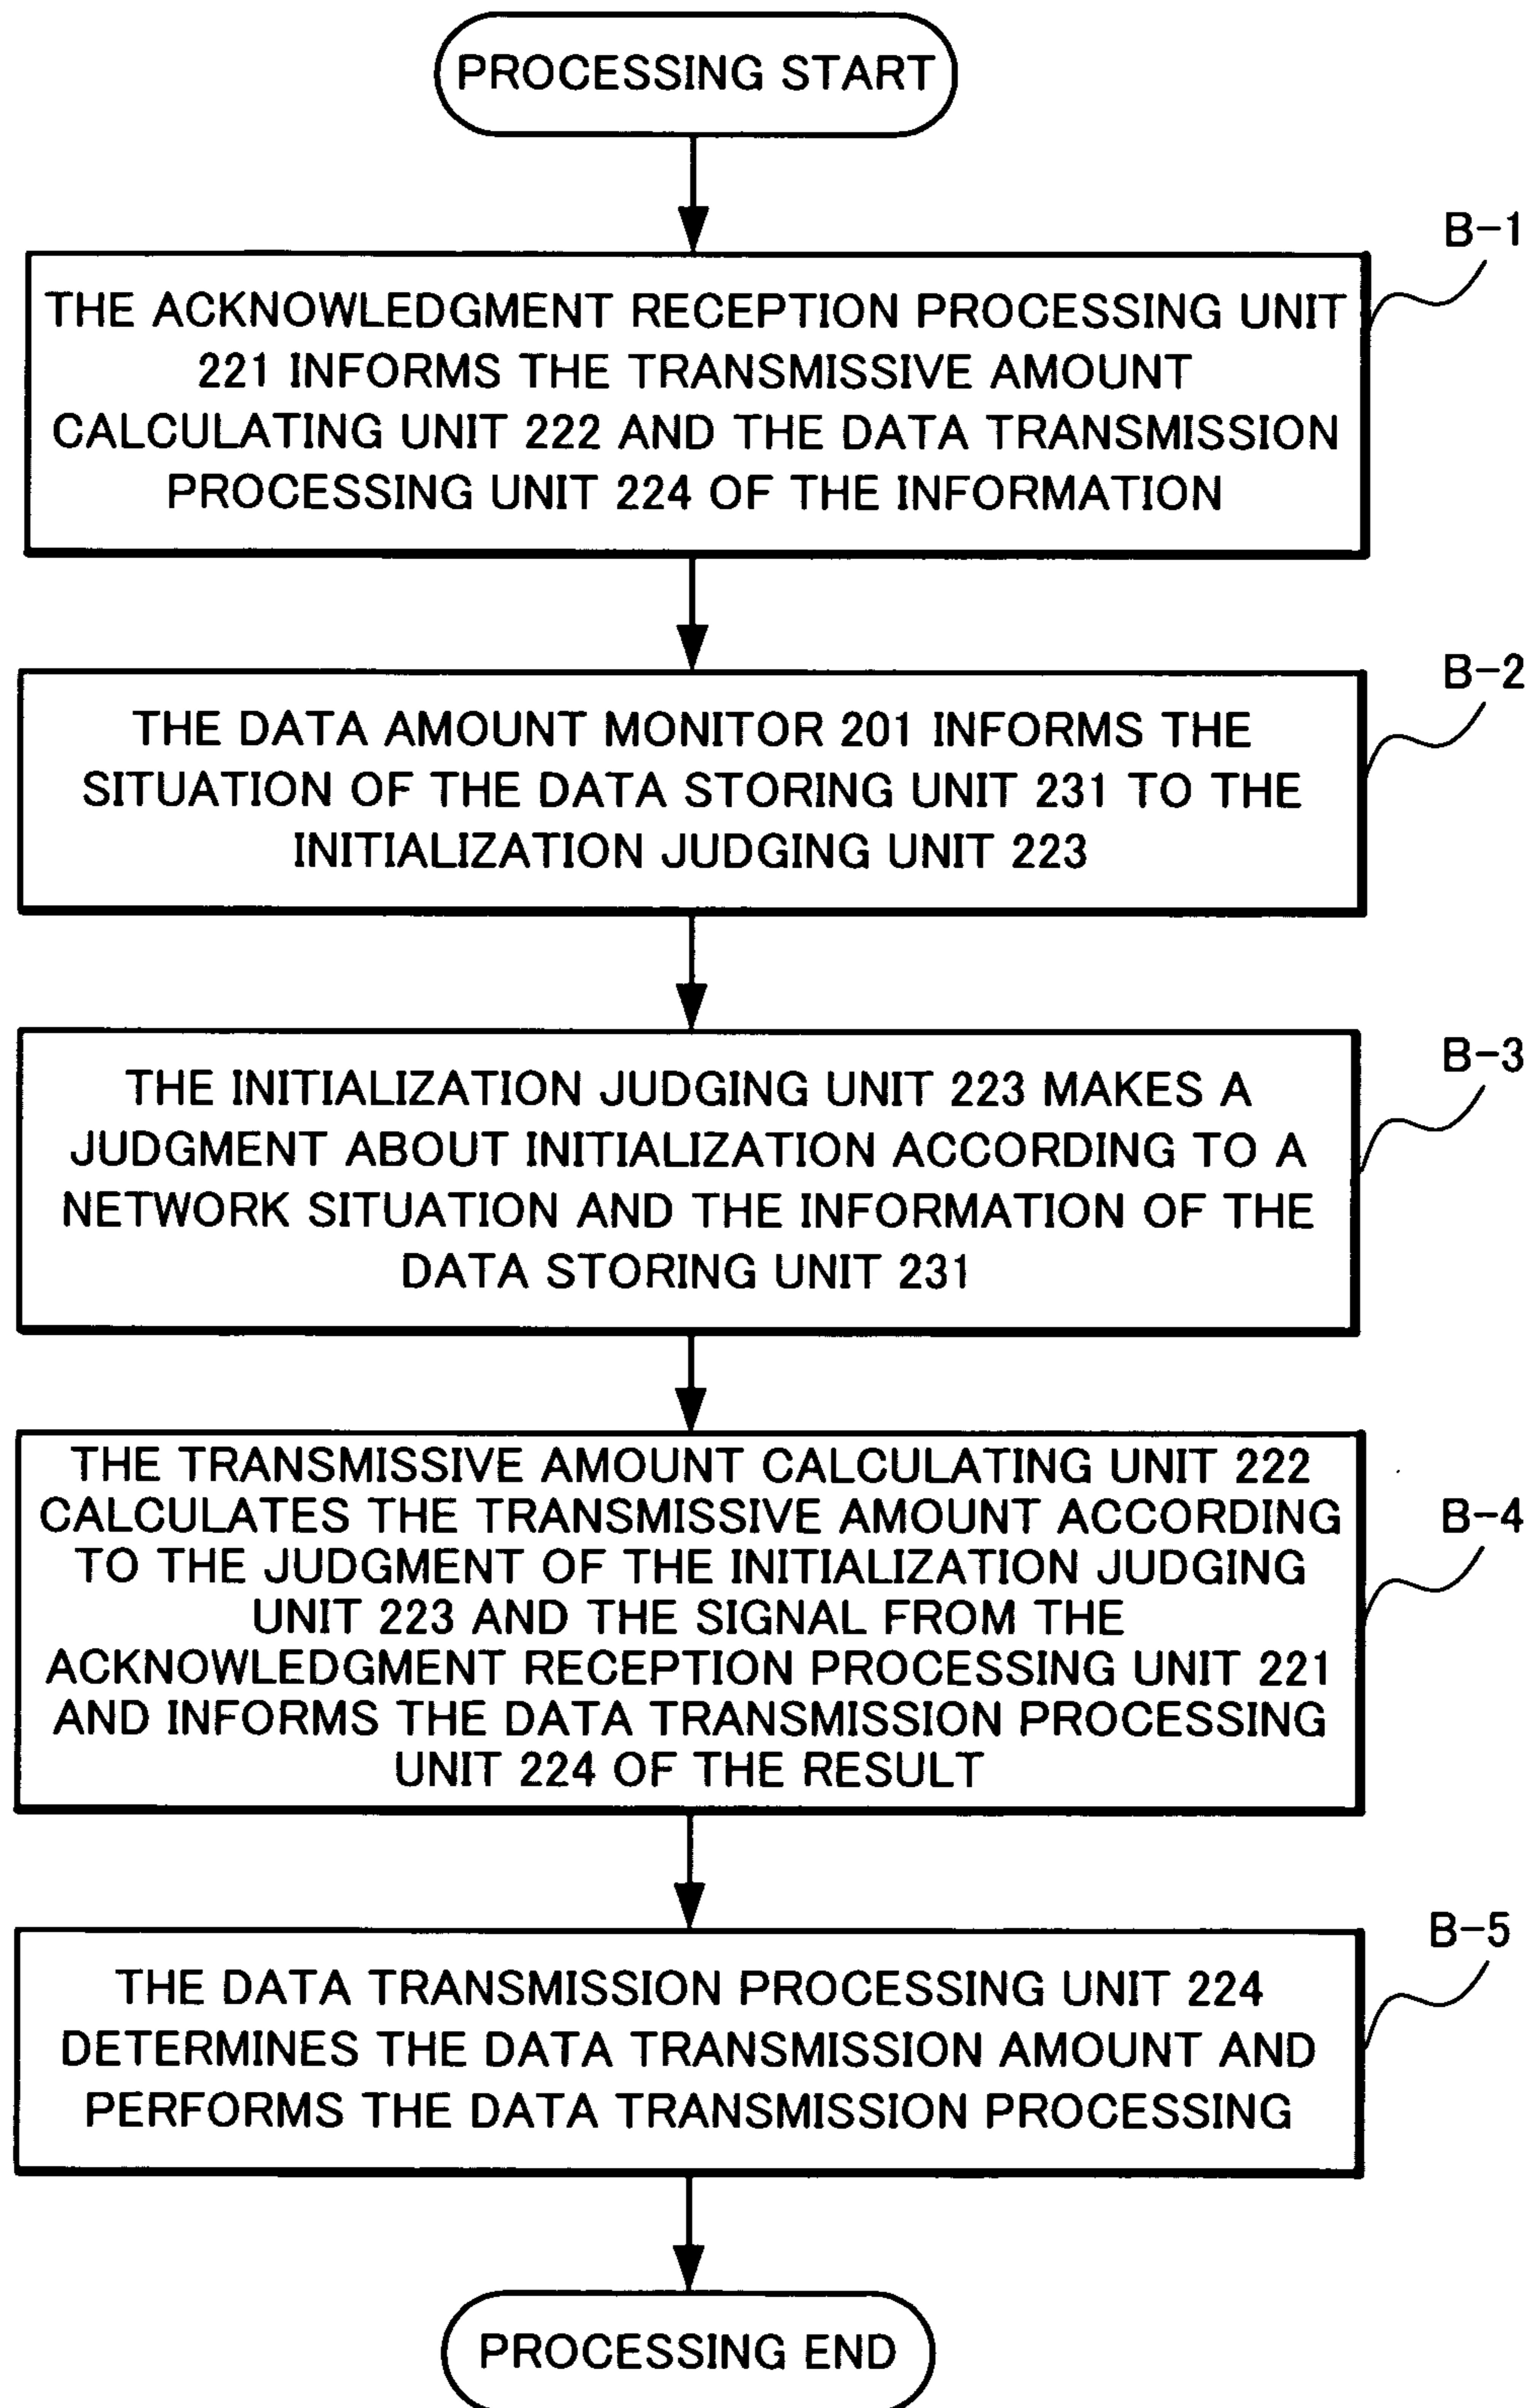 PROCESSING START
B-1
THE ACKNOWLEDGMENT RECEPTION PROCESSING UNIT
221 INFORMS THE TRANSMISSIVE AMOUNT
CALCULATING UNIT 222 AND THE DATA TRANSMISSION
PROCESSING UNIT 224 OF THE INFORMATION
B-2
THE DATA AMOUNT MONITOR 201 INFORMS THE
SITUATION OF THE DATA STORING UNIT 231 TO THE
INITIALIZATION JUDGING UNIT 223
B-3
THE INITIALIZATION JUDGING UNIT 223 MAKES A
JUDGMENT ABOUT INITIALIZATION ACCORDING TO A
NETWORK SITUATION AND THE INFORMATION OF THE
DATA STORING UNIT 231
B-4
THE TRANSMISSIVE AMOUNT CALCULATING UNIT 222
CALCULATES THE TRANSMISSIVE AMOUNT ACCORDING
TO THE JUDGMENT OF THE INITIALIZATION JUDGING
UNIT 223 AND THE SIGNAL FROM THE
ACKNOWLEDGMENT RECEPTION PROCESSING UNIT 221
AND INFORMS THE DATA TRANSMISSION PROCESSING
UNIT 224 OF THE RESULT
B-5
THE DATA TRANSMISSION PROCESSING UNIT 224
DETERMINES THE DATA TRANSMISSION AMOUNT AND
PERFORMS THE DATA TRANSMISSION PROCESSING
PROCESSING END